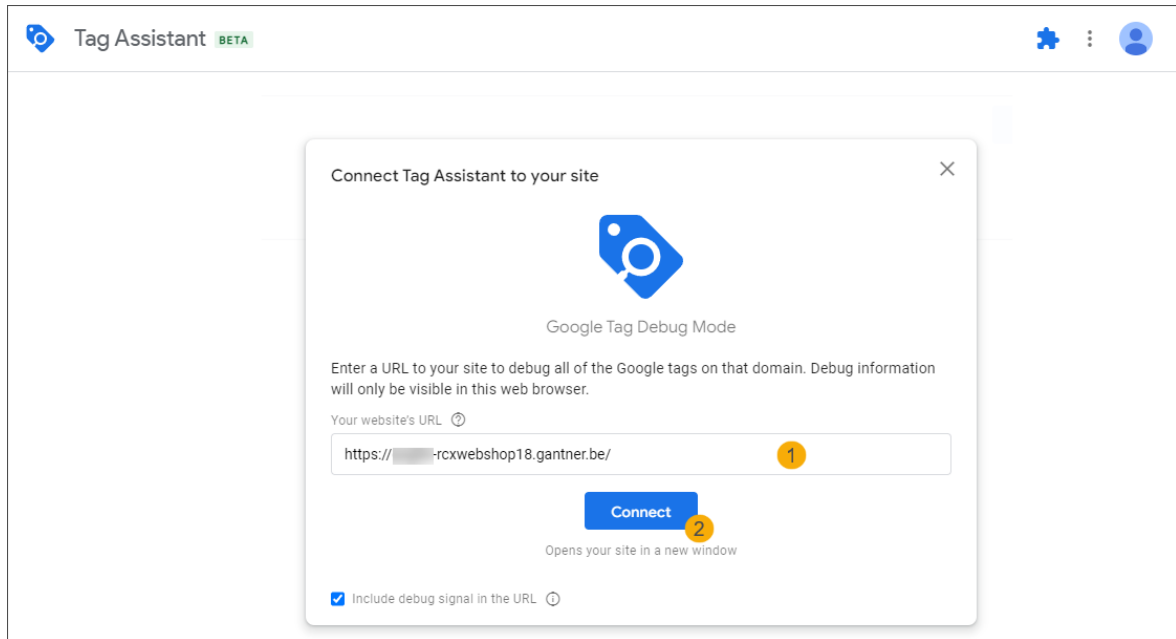 Tag Assistant BETA
Connect Tag Assistant to your site
Google Tag Debug Mode
Enter a URL to your site to debug all of the Google tags on that domain. Debug information
will only be visible in this web browser.
Your website's URL
https:// -rcxwebshop18.gantner.be/
1
Connect
2
Opens your site in a new window
Include debug signal in the URL